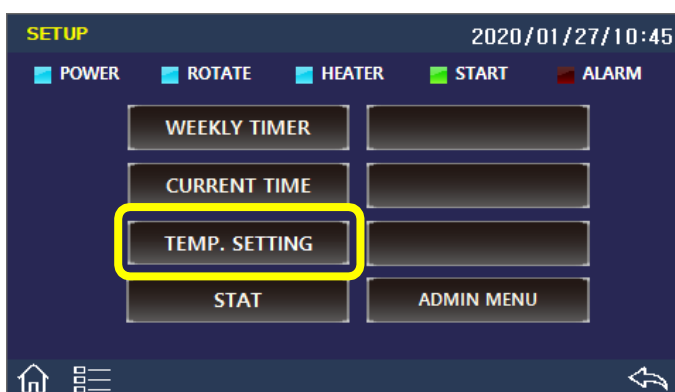 SETUP 2020/01/27/10:45
POWER ROTATE HEATER START ALARM
WEEKLY TIMER
CURRENT TIME
TEMP. SETTING
STAT ADMIN MENU